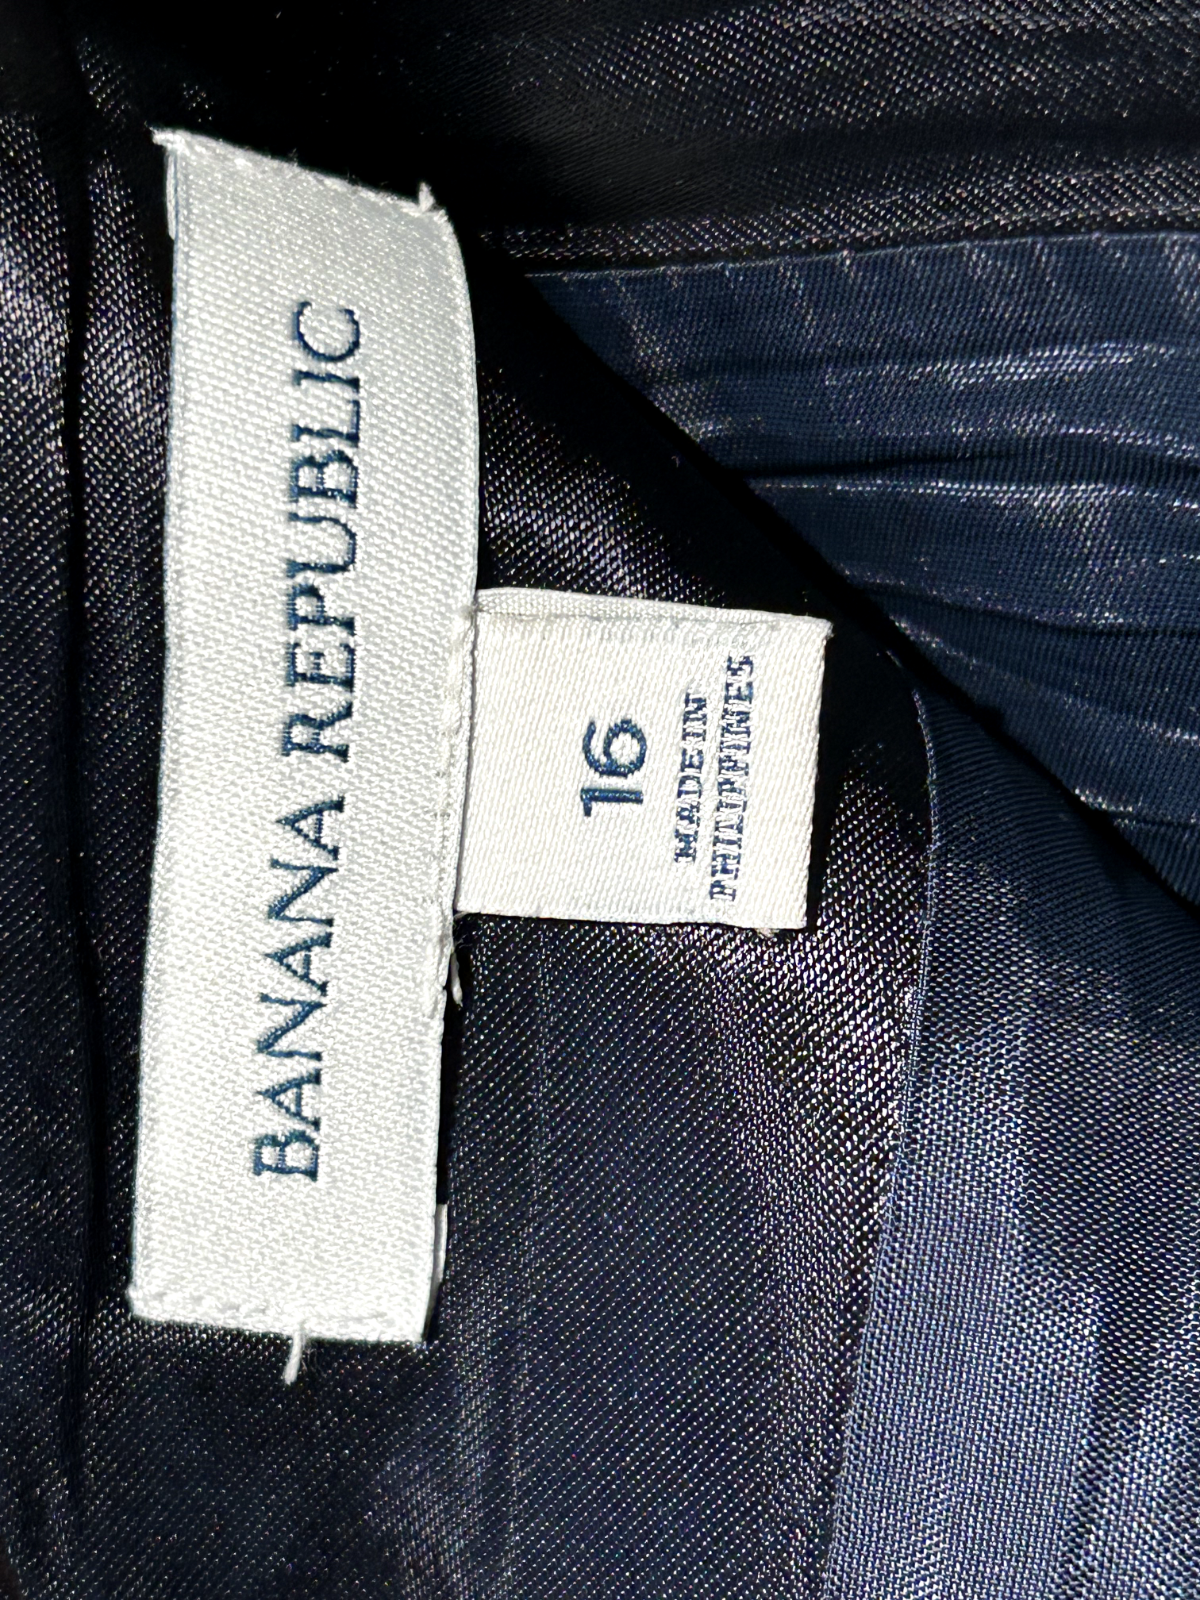 BANANA REPUBLIC
16
MADE IN
PHILIPPINES